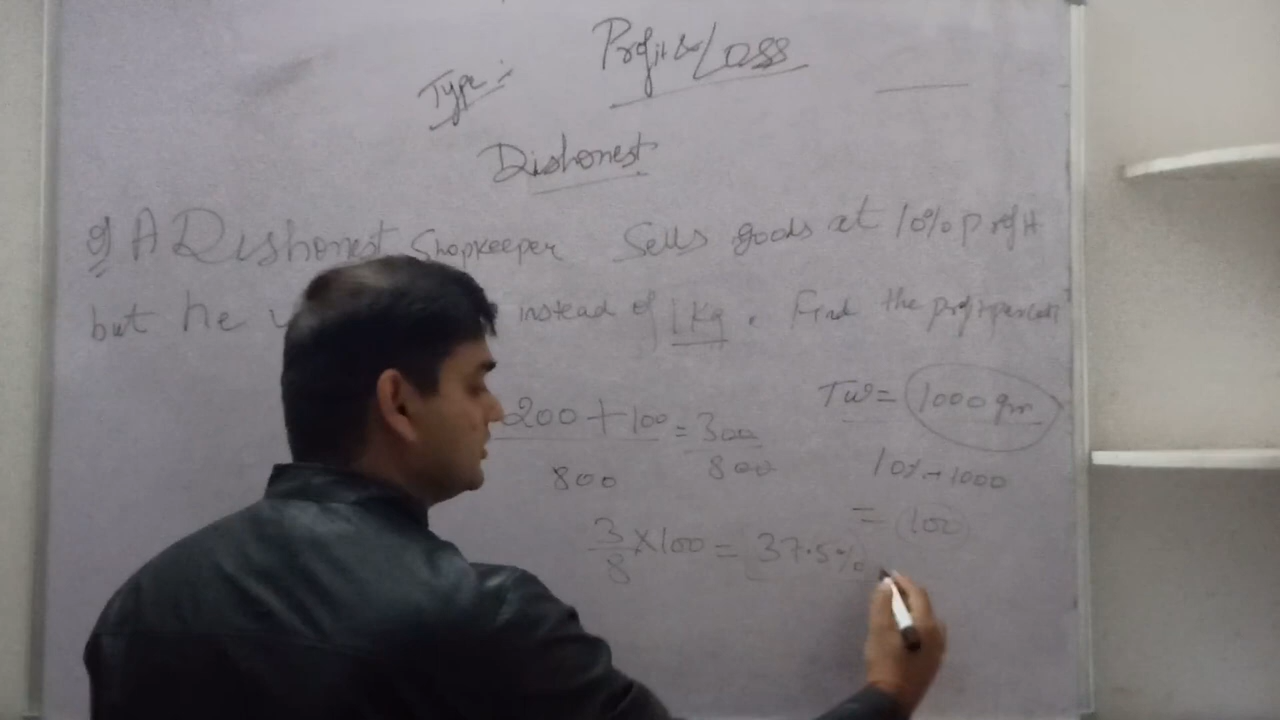 Profit & Loss
Type :-
Dishonest
Q A Dishonest Shopkeeper Sells goods at 10% Profit
but he instead of 1 Kg . Find the profit percent
Tw = 1000 gm
200 + 100 = 300
800 800
10% → 1000
= 100
3/8 X 100 = 37.5%